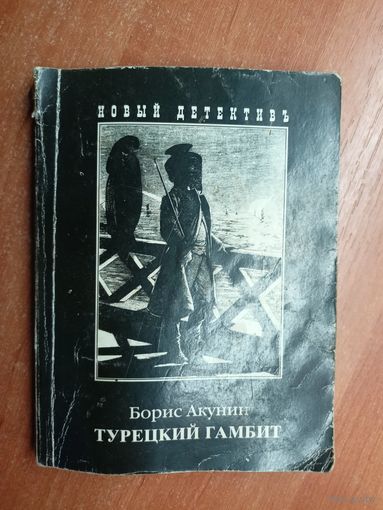 НОВЫЙ ДЕТЕКТИВЪ
Борис Акунин
ТУРЕЦКИЙ ГАМБИТ